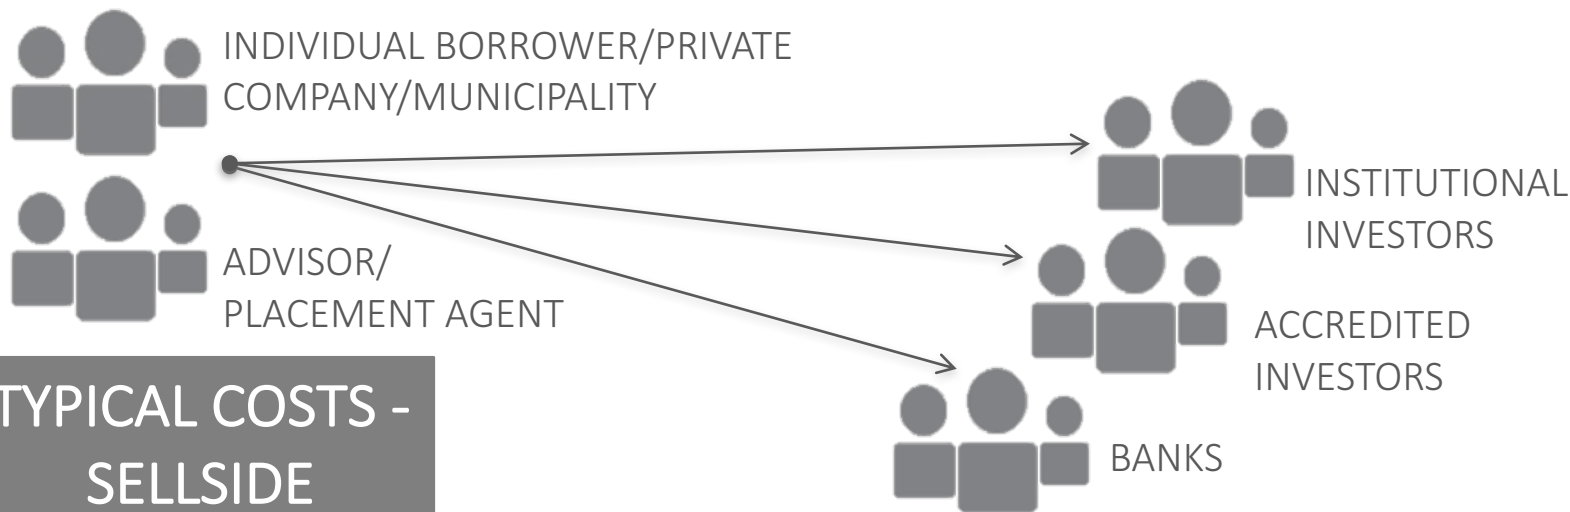 INDIVIDUAL BORROWER/PRIVATE
COMPANY/MUNICIPALITY
INSTITUTIONAL
INVESTORS
ADVISOR/
PLACEMENT AGENT
ACCREDITED
INVESTORS
TYPICAL COSTS -
SELLSIDE
BANKS